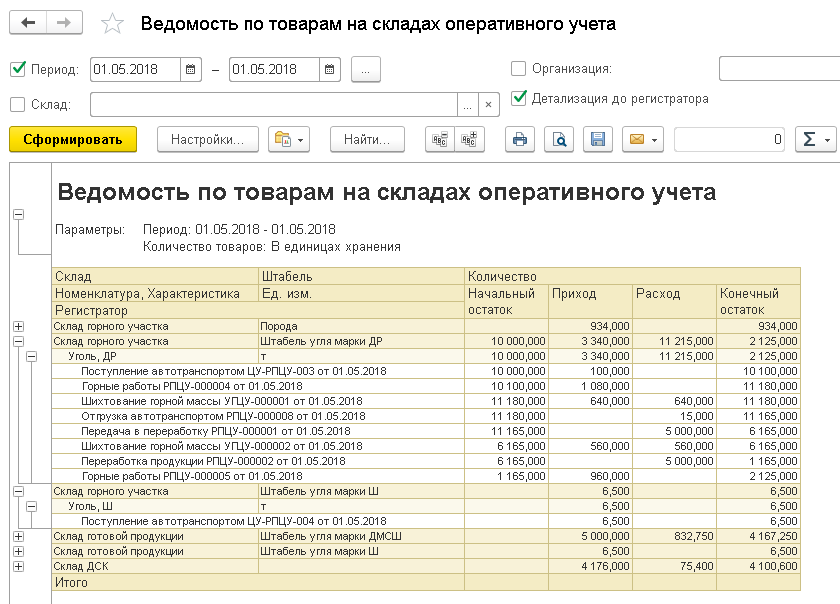 Ведомость по товарам на складах оперативного учета
Период: 01.05.2018 – 01.05.2018 ... Организация:
Склад: ... × Детализация до регистратора
Сформировать Настройки... Найти... 0 Σ
Ведомость по товарам на складах оперативного учета
Параметры: Период: 01.05.2018 - 01.05.2018
Количество товаров: В единицах хранения
Склад Штабель Количество
Номенклатура, Характеристика Ед. изм. Начальный остаток Приход Расход Конечный остаток
Регистратор
Склад горного участка Порода 934,000 934,000
Склад горного участка Штабель угля марки ДР 10 000,000 3 340,000 11 215,000 2 125,000
Уголь, ДР т 10 000,000 3 340,000 11 215,000 2 125,000
Поступление автотранспортом ЦУ-РПЦУ-003 от 01.05.2018 10 000,000 100,000 10 100,000
Горные работы РПЦУ-000004 от 01.05.2018 10 100,000 1 080,000 11 180,000
Шихтование горной массы УПЦУ-000001 от 01.05.2018 11 180,000 640,000 640,000 11 180,000
Отгрузка автотранспортом РПЦУ-000008 от 01.05.2018 11 180,000 15,000 11 165,000
Передача в переработку РПЦУ-000001 от 01.05.2018 11 165,000 5 000,000 6 165,000
Шихтование горной массы УПЦУ-000002 от 01.05.2018 6 165,000 560,000 560,000 6 165,000
Переработка продукции РПЦУ-000002 от 01.05.2018 6 165,000 5 000,000 1 165,000
Горные работы РПЦУ-000005 от 01.05.2018 1 165,000 960,000 2 125,000
Склад горного участка Штабель угля марки Ш 6,500 6,500
Уголь, Ш т 6,500 6,500
Поступление автотранспортом ЦУ-РПЦУ-004 от 01.05.2018 6,500 6,500
Склад готовой продукции Штабель угля марки ДМСШ 5 000,000 832,750 4 167,250
Склад готовой продукции Штабель угля марки Ш 6,500 6,500
Склад ДСК 4 176,000 75,400 4 100,600
Итого